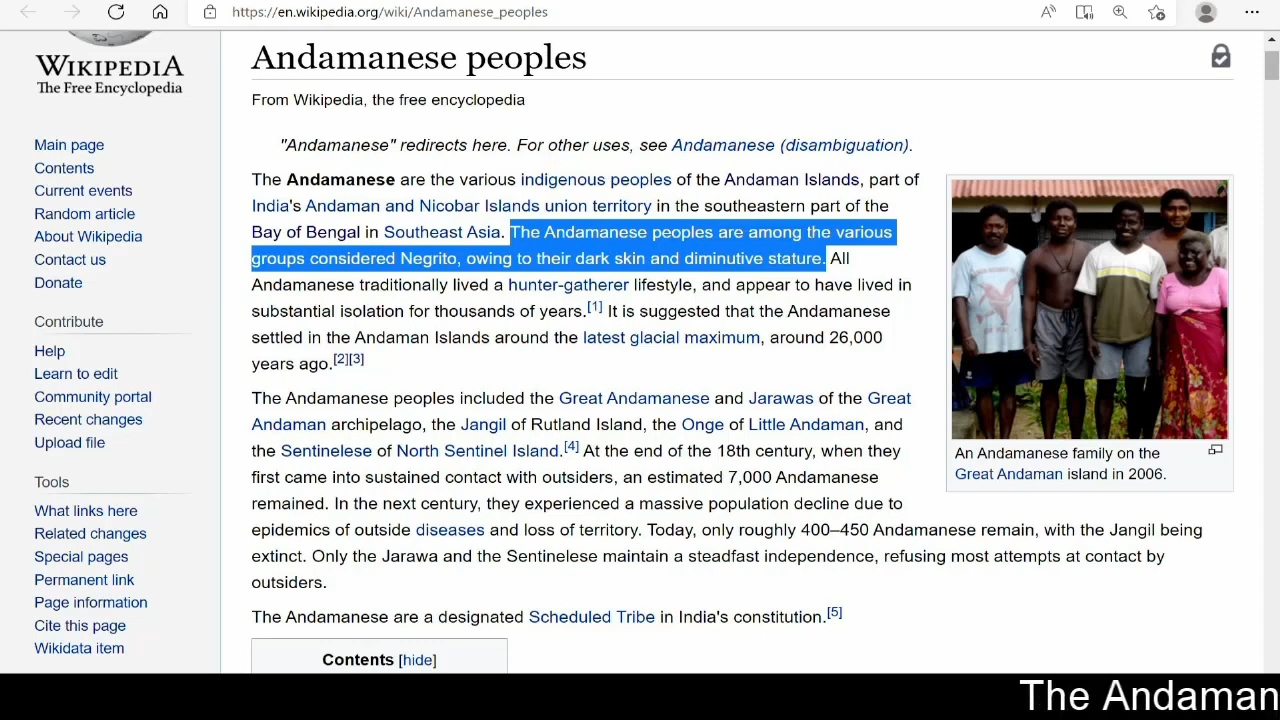 https://en.wikipedia.org/wiki/Andamanese_peoples
WIKIPEDIA
The Free Encyclopedia
Main page
Contents
Current events
Random article
About Wikipedia
Contact us
Donate
Contribute
Help
Learn to edit
Community portal
Recent changes
Upload file
Tools
What links here
Related changes
Special pages
Permanent link
Page information
Cite this page
Wikidata item
Andamanese peoples
From Wikipedia, the free encyclopedia
"Andamanese" redirects here. For other uses, see Andamanese (disambiguation).
The Andamanese are the various indigenous peoples of the Andaman Islands, part of
India's Andaman and Nicobar Islands union territory in the southeastern part of the
Bay of Bengal in Southeast Asia. The Andamanese peoples are among the various
groups considered Negrito, owing to their dark skin and diminutive stature. All
Andamanese traditionally lived a hunter-gatherer lifestyle, and appear to have lived in
substantial isolation for thousands of years.[1] It is suggested that the Andamanese
settled in the Andaman Islands around the latest glacial maximum, around 26,000
years ago.[2][3]
The Andamanese peoples included the Great Andamanese and Jarawas of the Great
Andaman archipelago, the Jangil of Rutland Island, the Onge of Little Andaman, and
the Sentinelese of North Sentinel Island.[4] At the end of the 18th century, when they
first came into sustained contact with outsiders, an estimated 7,000 Andamanese
remained. In the next century, they experienced a massive population decline due to
epidemics of outside diseases and loss of territory. Today, only roughly 400–450 Andamanese remain, with the Jangil being
extinct. Only the Jarawa and the Sentinelese maintain a steadfast independence, refusing most attempts at contact by
outsiders.
The Andamanese are a designated Scheduled Tribe in India's constitution.[5]
Contents [hide]
An Andamanese family on the
Great Andaman island in 2006.
The Andaman